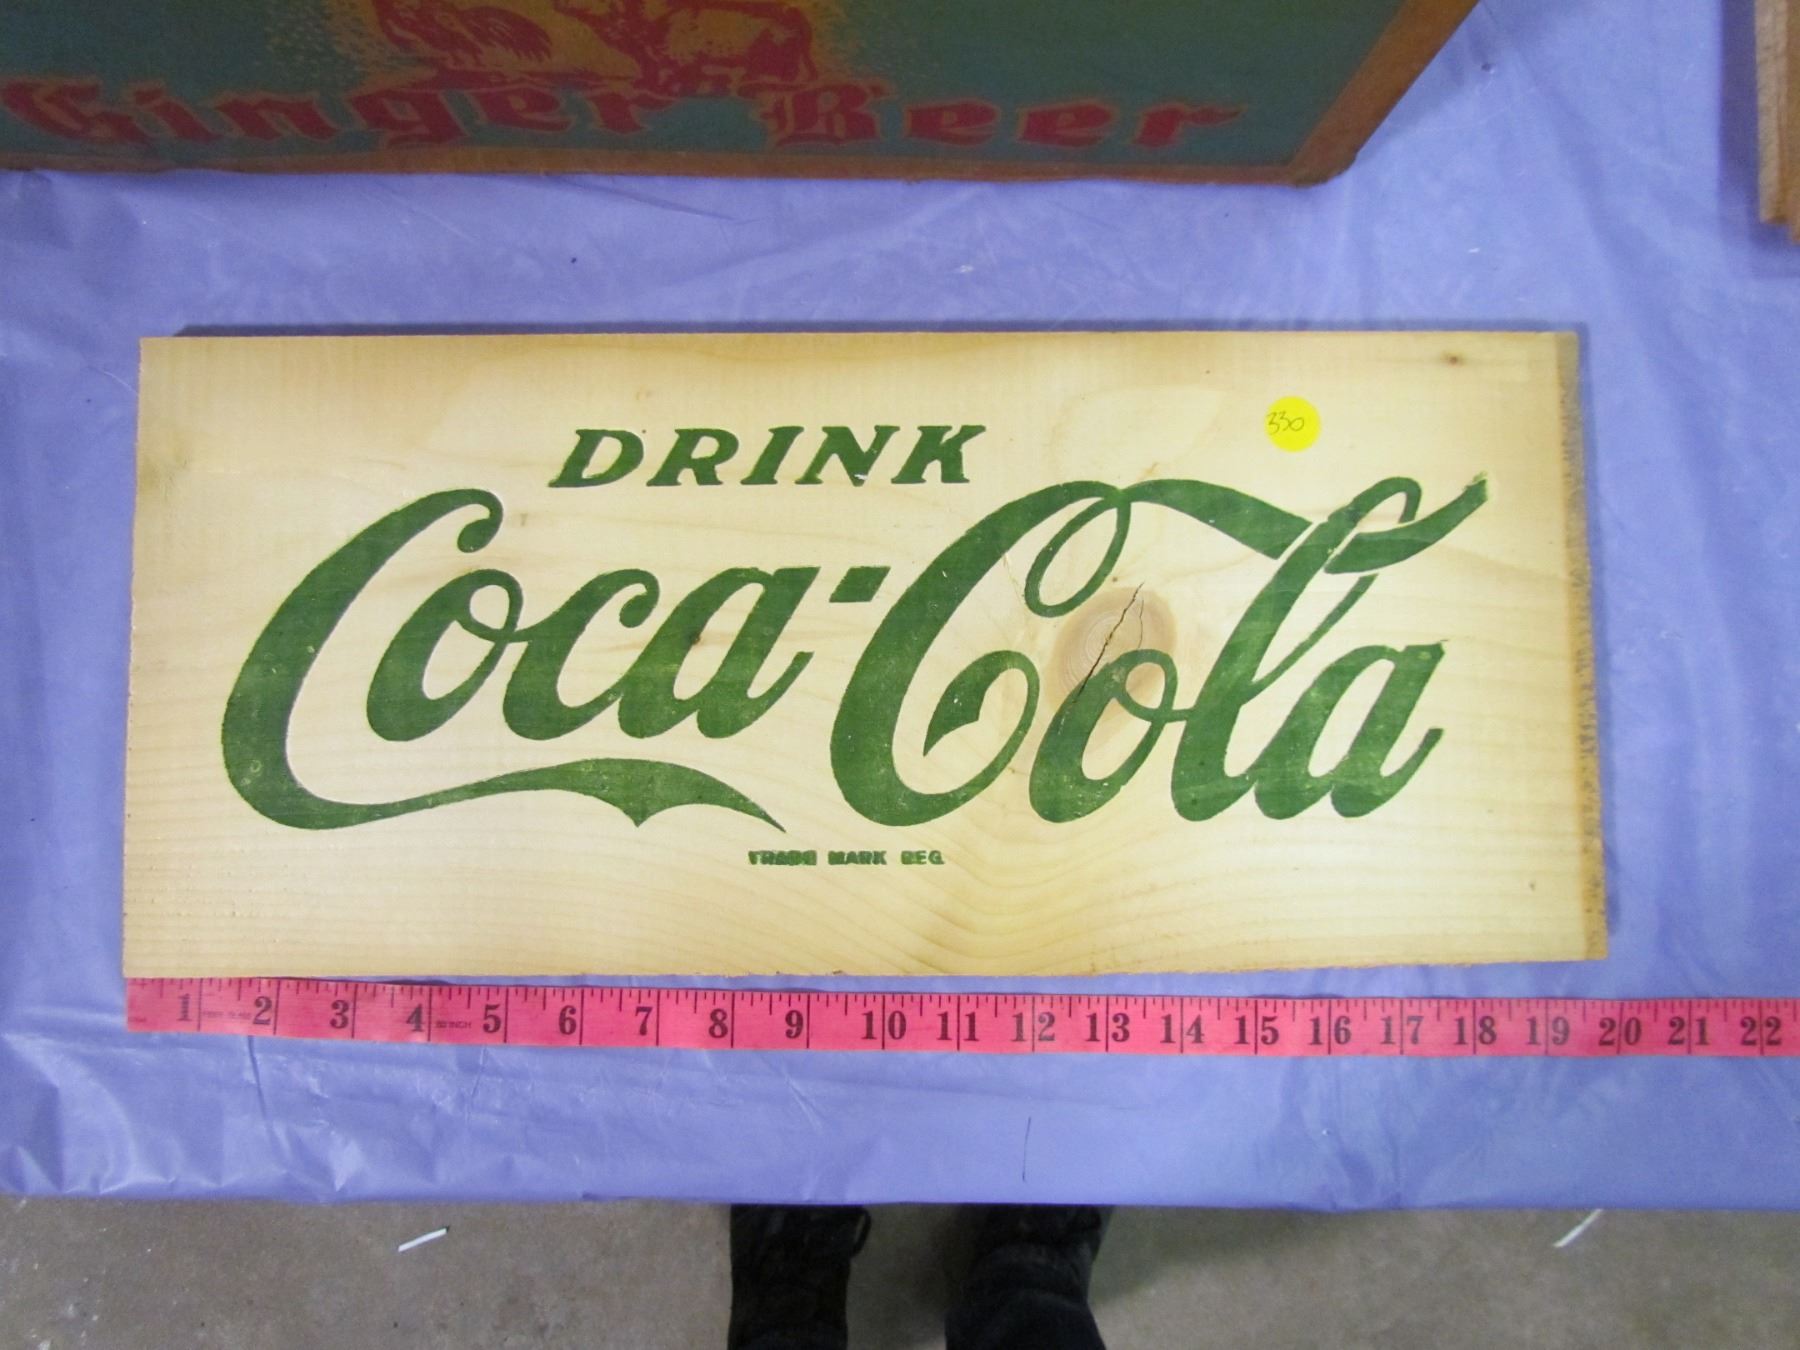 Ginger Beer
330
DRINK
Coca-Cola
TRADE MARK REG.
1 2 3 4 5 6 7 8 9 10 11 12 13 14 15 16 17 18 19 20 21 22